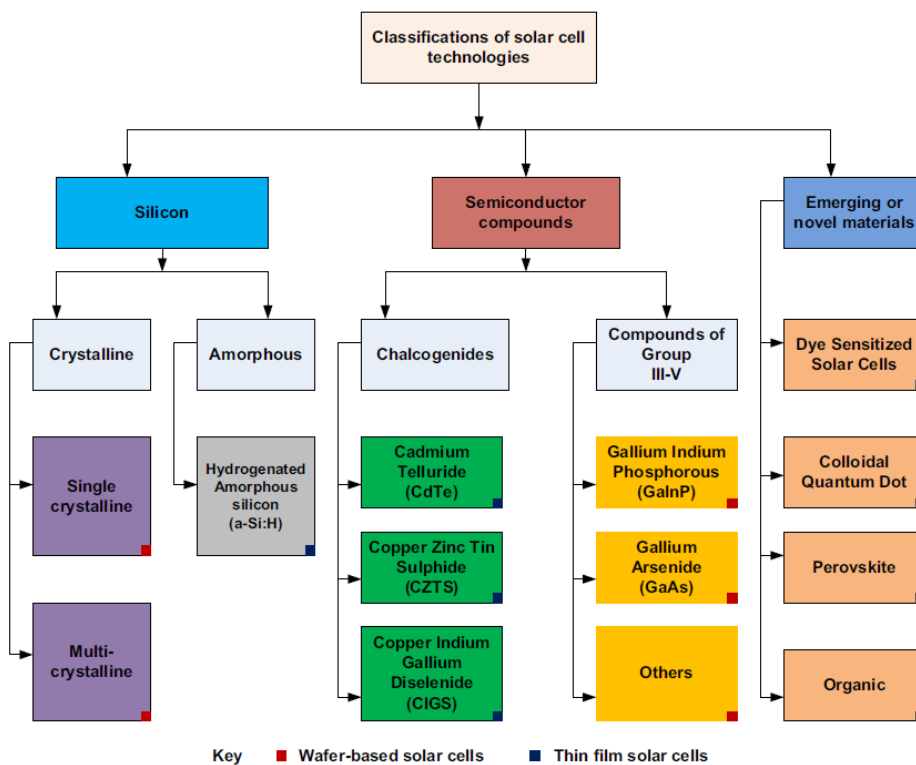 Classifications of solar cell
technologies
Silicon
Semiconductor
compounds
Emerging or
novel materials
Crystalline
Amorphous
Chalcogenides
Compounds of
Group
III-V
Dye Sensitized
Solar Cells
Single
crystalline
Hydrogenated
Amorphous
silicon
(a-Si:H)
Cadmium
Telluride
(CdTe)
Gallium Indium
Phosphorous
(GaInP)
Colloidal
Quantum Dot
Copper Zinc Tin
Sulphide
(CZTS)
Gallium
Arsenide
(GaAs)
Perovskite
Multi-
crystalline
Copper Indium
Gallium
Diselenide
(CIGS)
Others
Organic
Key Wafer-based solar cells Thin film solar cells